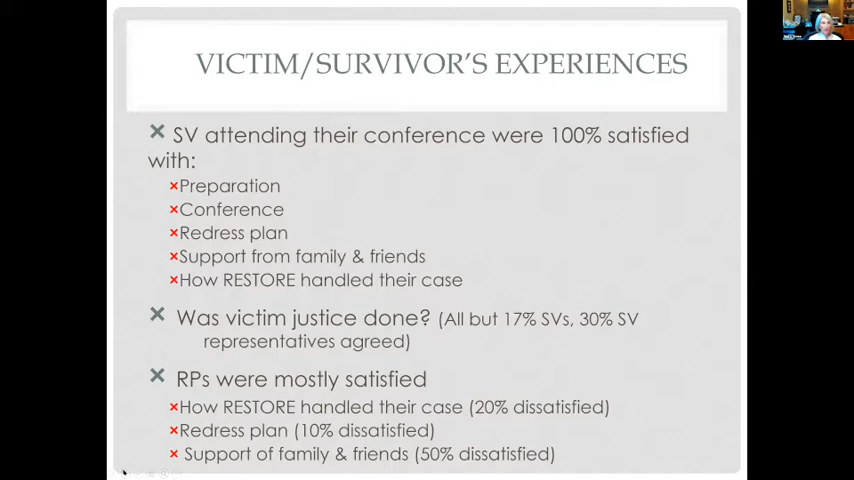 VICTIM/SURVIVOR'S EXPERIENCES
× SV attending their conference were 100% satisfied
with:
×Preparation
×Conference
×Redress plan
×Support from family & friends
×How RESTORE handled their case
× Was victim justice done? (All but 17% SVs, 30% SV
representatives agreed)
× RPs were mostly satisfied
×How RESTORE handled their case (20% dissatisfied)
×Redress plan (10% dissatisfied)
× Support of family & friends (50% dissatisfied)